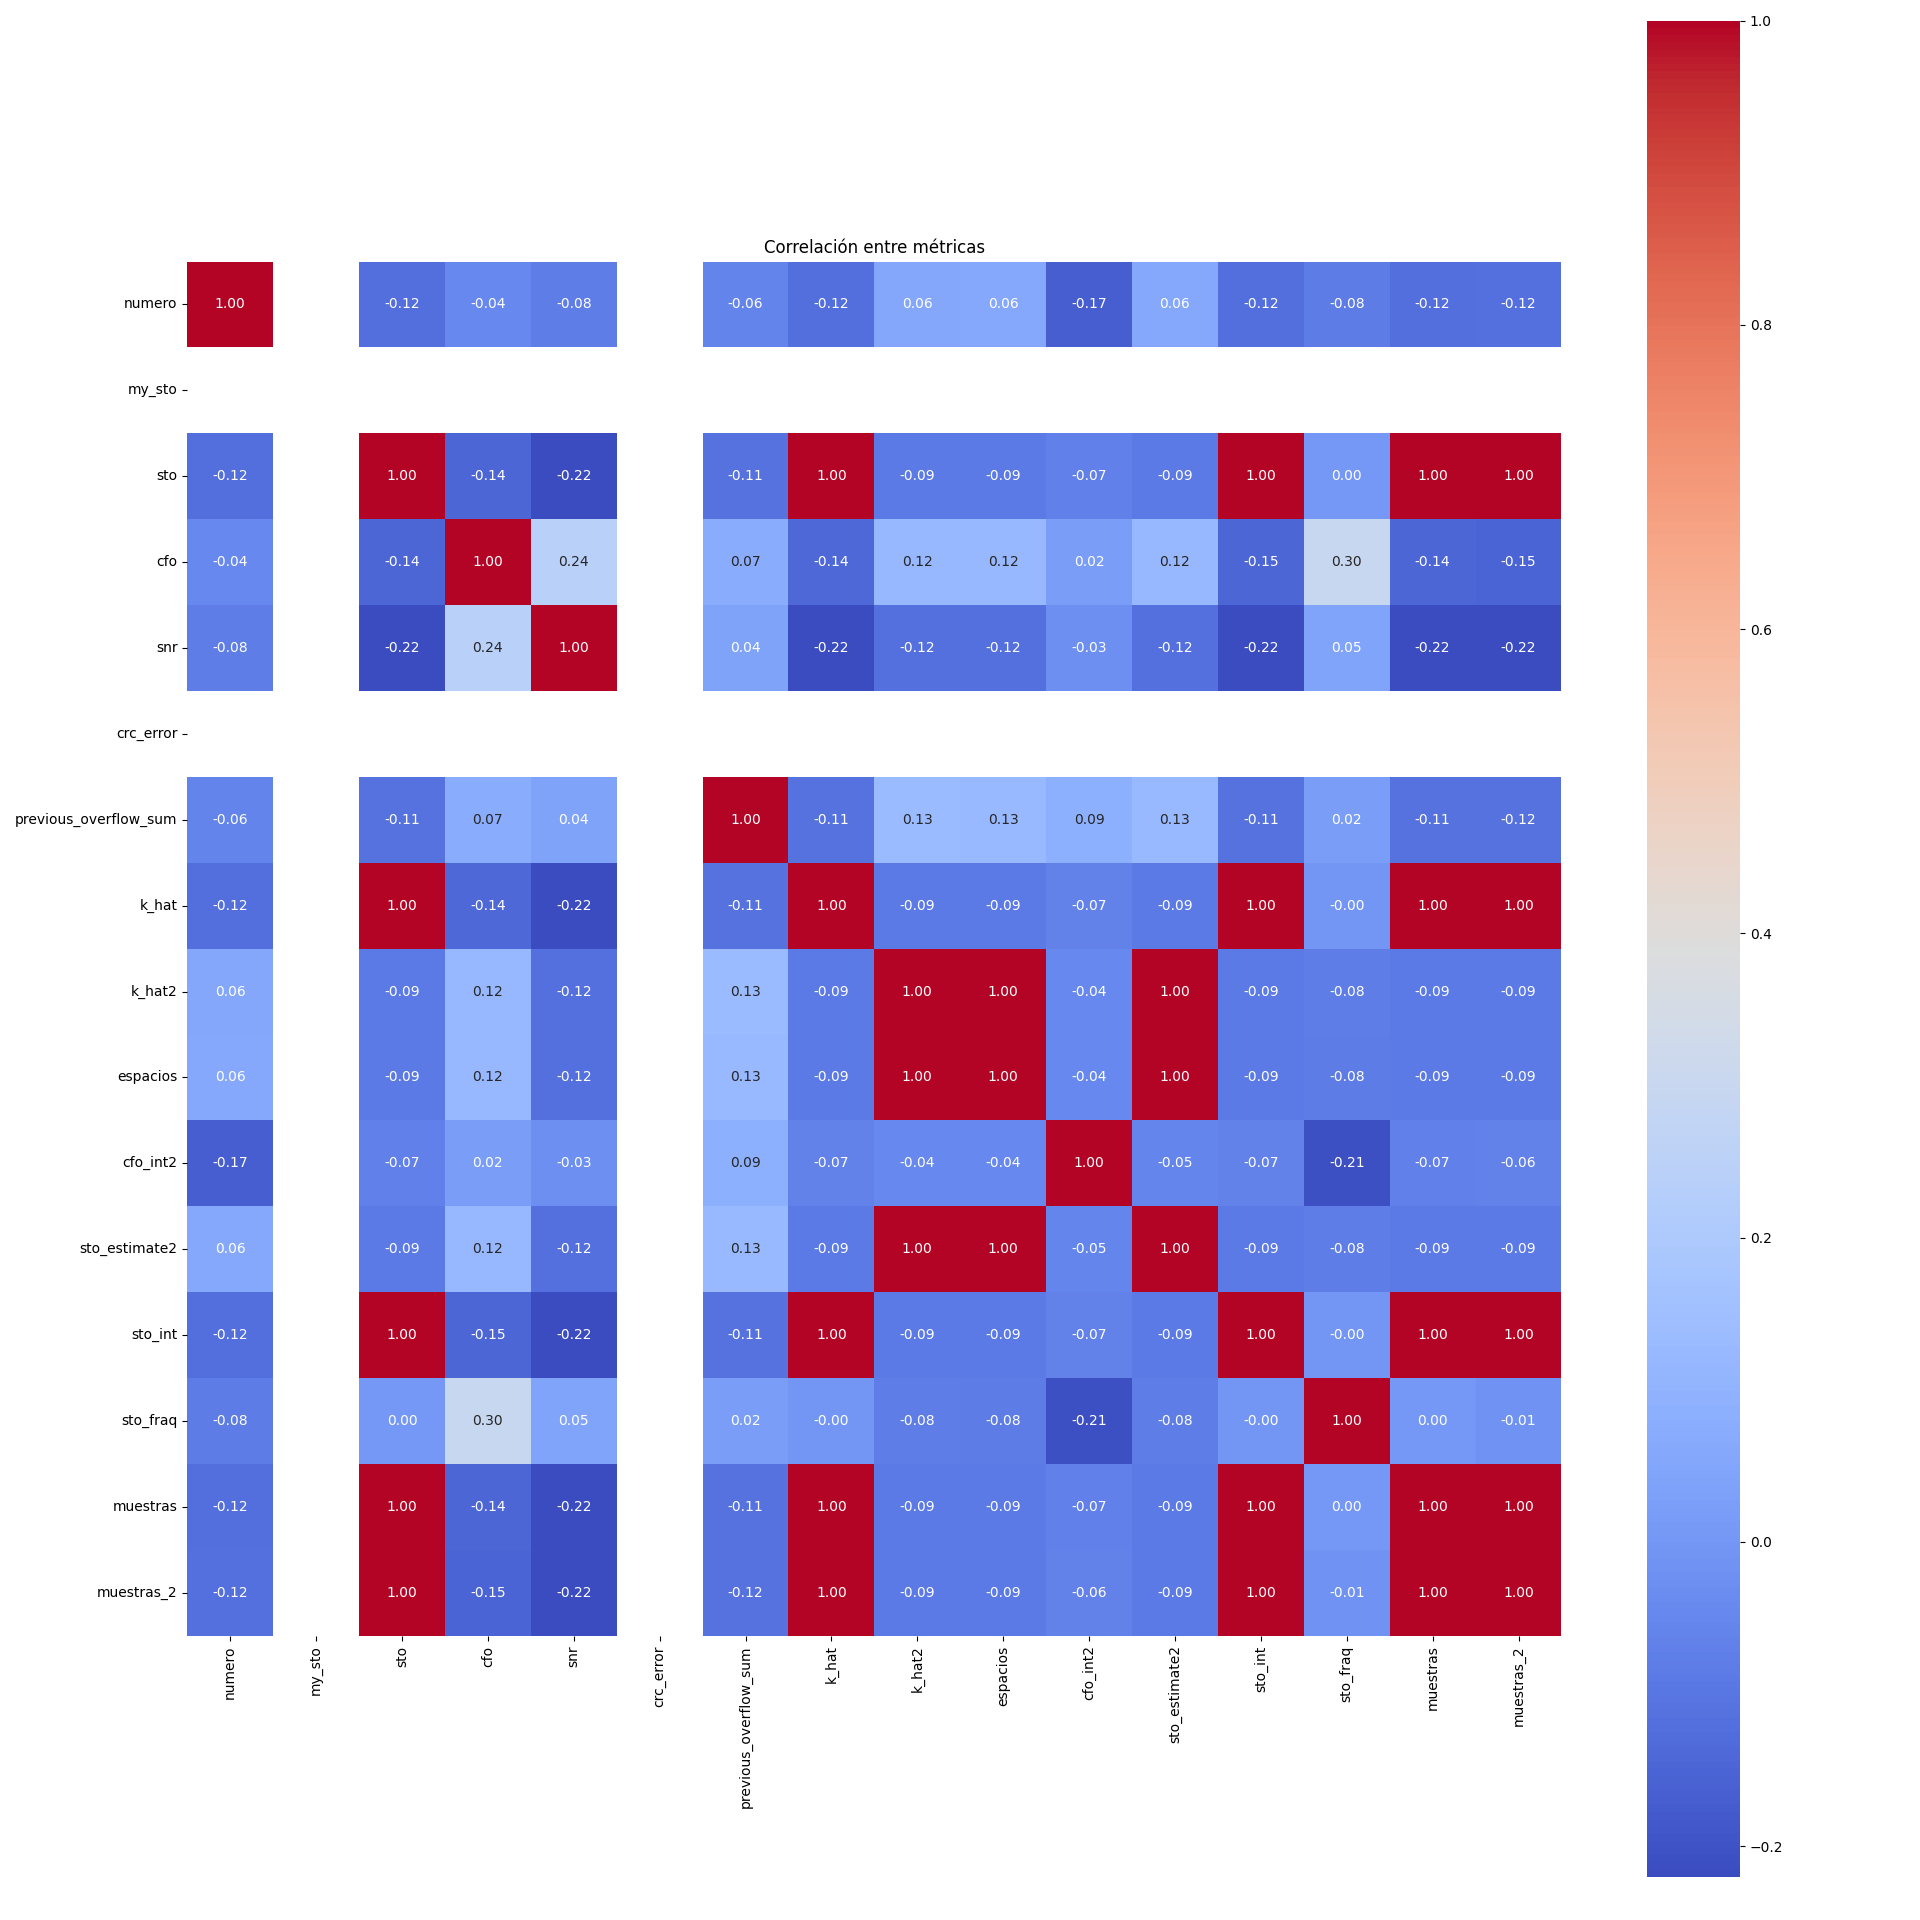 Correlación entre métricas
numero 1.00 -0.12 -0.04 -0.08 -0.06 -0.12 0.06 0.06 -0.17 0.06 -0.12 -0.08 -0.12 -0.12
my_sto
sto -0.12 1.00 -0.14 -0.22 -0.11 1.00 -0.09 -0.09 -0.07 -0.09 1.00 0.00 1.00 1.00
cfo -0.04 -0.14 1.00 0.24 0.07 -0.14 0.12 0.12 0.02 0.12 -0.15 0.30 -0.14 -0.15
snr -0.08 -0.22 0.24 1.00 0.04 -0.22 -0.12 -0.12 -0.03 -0.12 -0.22 0.05 -0.22 -0.22
crc_error
previous_overflow_sum -0.06 -0.11 0.07 0.04 1.00 -0.11 0.13 0.13 0.09 0.13 -0.11 0.02 -0.11 -0.12
k_hat -0.12 1.00 -0.14 -0.22 -0.11 1.00 -0.09 -0.09 -0.07 -0.09 1.00 -0.00 1.00 1.00
k_hat2 0.06 -0.09 0.12 -0.12 0.13 -0.09 1.00 1.00 -0.04 1.00 -0.09 -0.08 -0.09 -0.09
espacios 0.06 -0.09 0.12 -0.12 0.13 -0.09 1.00 1.00 -0.04 1.00 -0.09 -0.08 -0.09 -0.09
cfo_int2 -0.17 -0.07 0.02 -0.03 0.09 -0.07 -0.04 -0.04 1.00 -0.05 -0.07 -0.21 -0.07 -0.06
sto_estimate2 0.06 -0.09 0.12 -0.12 0.13 -0.09 1.00 1.00 -0.05 1.00 -0.09 -0.08 -0.09 -0.09
sto_int -0.12 1.00 -0.15 -0.22 -0.11 1.00 -0.09 -0.09 -0.07 -0.09 1.00 -0.00 1.00 1.00
sto_fraq -0.08 0.00 0.30 0.05 0.02 -0.00 -0.08 -0.08 -0.21 -0.08 -0.00 1.00 0.00 -0.01
muestras -0.12 1.00 -0.14 -0.22 -0.11 1.00 -0.09 -0.09 -0.07 -0.09 1.00 0.00 1.00 1.00
muestras_2 -0.12 1.00 -0.15 -0.22 -0.12 1.00 -0.09 -0.09 -0.06 -0.09 1.00 -0.01 1.00 1.00
numero
my_sto
sto
cfo
snr
crc_error
previous_overflow_sum
k_hat
k_hat2
espacios
cfo_int2
sto_estimate2
sto_int
sto_fraq
muestras
muestras_2
1.0
0.8
0.6
0.4
0.2
0.0
−0.2